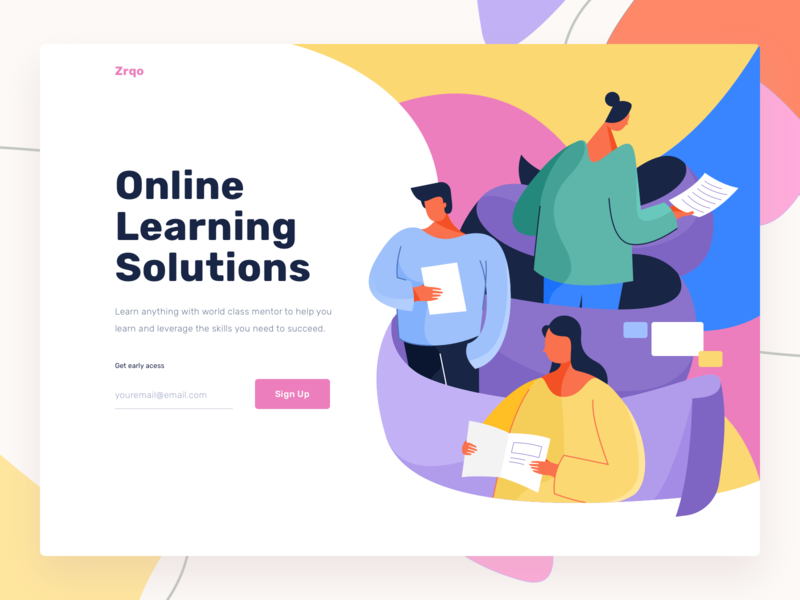 Zrqo
Online
Learning
Solutions
Learn anything with world class mentor to help you
learn and leverage the skills you need to succeed.
Get early acess
youremail@email.com
Sign Up